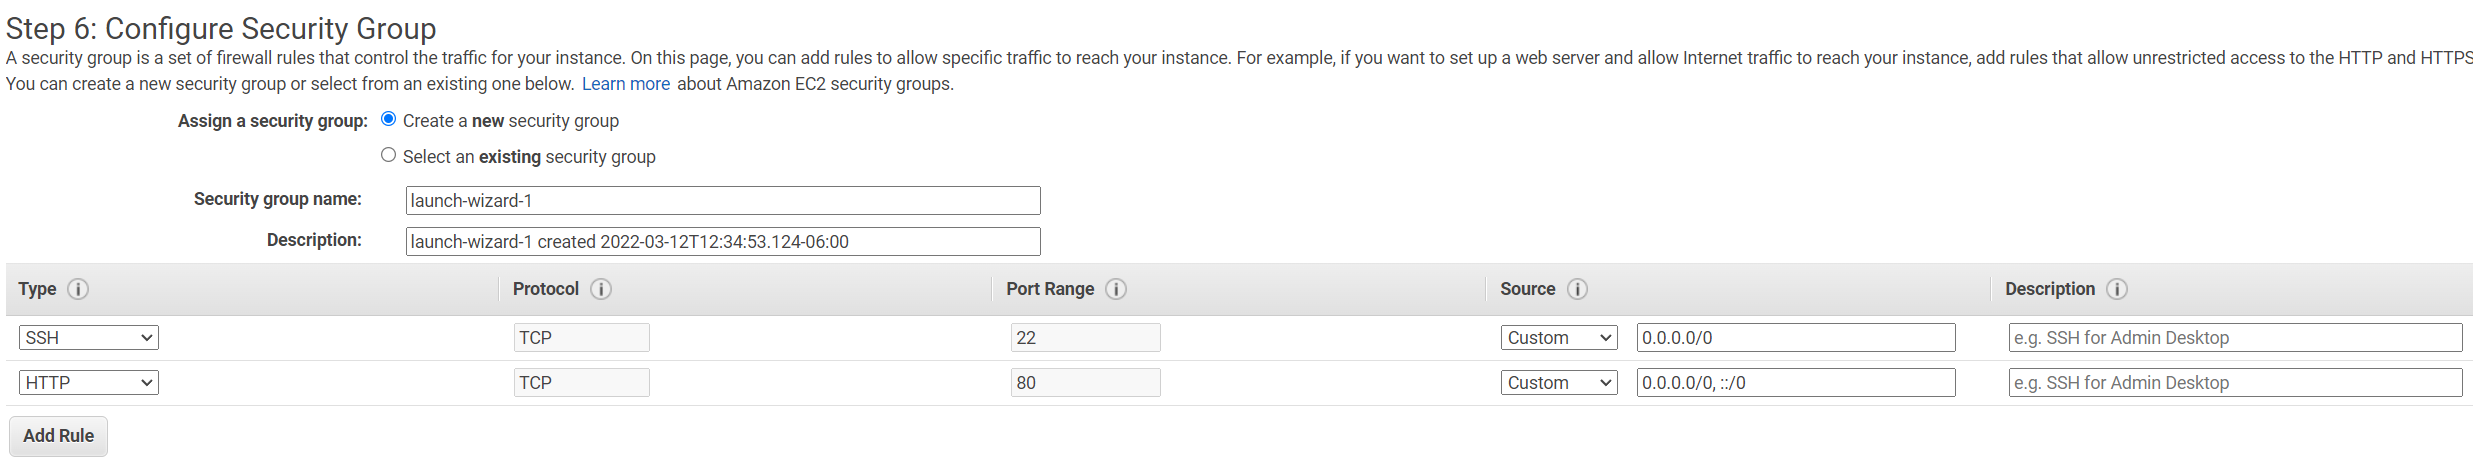 Step 6: Configure Security Group
A security group is a set of firewall rules that control the traffic for your instance. On this page, you can add rules to allow specific traffic to reach your instance. For example, if you want to set up a web server and allow Internet traffic to reach your instance, add rules that allow unrestricted access to the HTTP and HTTPS
You can create a new security group or select from an existing one below. Learn more about Amazon EC2 security groups.
Assign a security group: Create a new security group
Select an existing security group
Security group name: launch-wizard-1
Description: launch-wizard-1 created 2022-03-12T12:34:53.124-06:00
Type Protocol Port Range Source Description
SSH TCP 22 Custom 0.0.0.0/0 e.g. SSH for Admin Desktop
HTTP TCP 80 Custom 0.0.0.0/0, ::/0 e.g. SSH for Admin Desktop
Add Rule